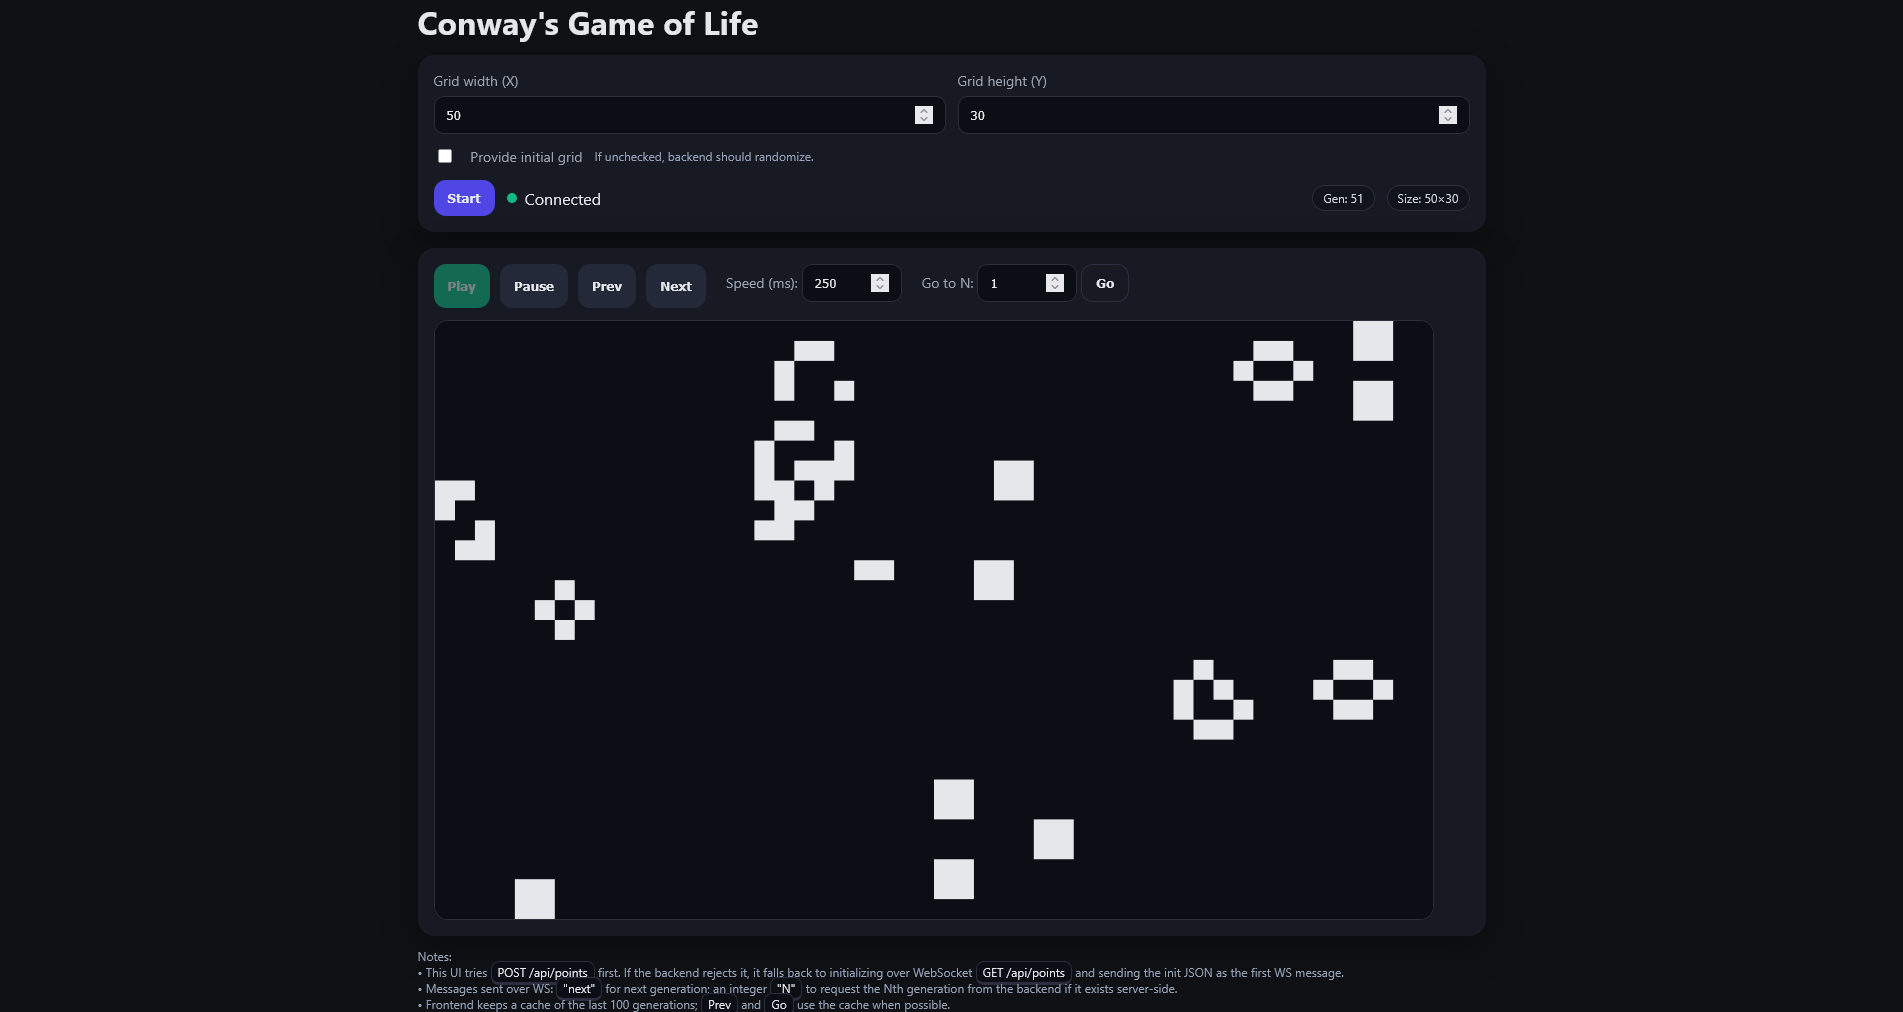 Conway's Game of Life
Grid width (X)
Grid height (Y)
50
30
Provide initial grid If unchecked, backend should randomize.
Start Connected Gen: 51 Size: 50×30
Play Pause Prev Next Speed (ms): 250 Go to N: 1 Go
Notes:
• This UI tries POST /api/points first. If the backend rejects it, it falls back to initializing over WebSocket GET /api/points and sending the init JSON as the first WS message.
• Messages sent over WS: "next" for next generation; an integer "N" to request the Nth generation from the backend if it exists server-side.
• Frontend keeps a cache of the last 100 generations; Prev and Go use the cache when possible.